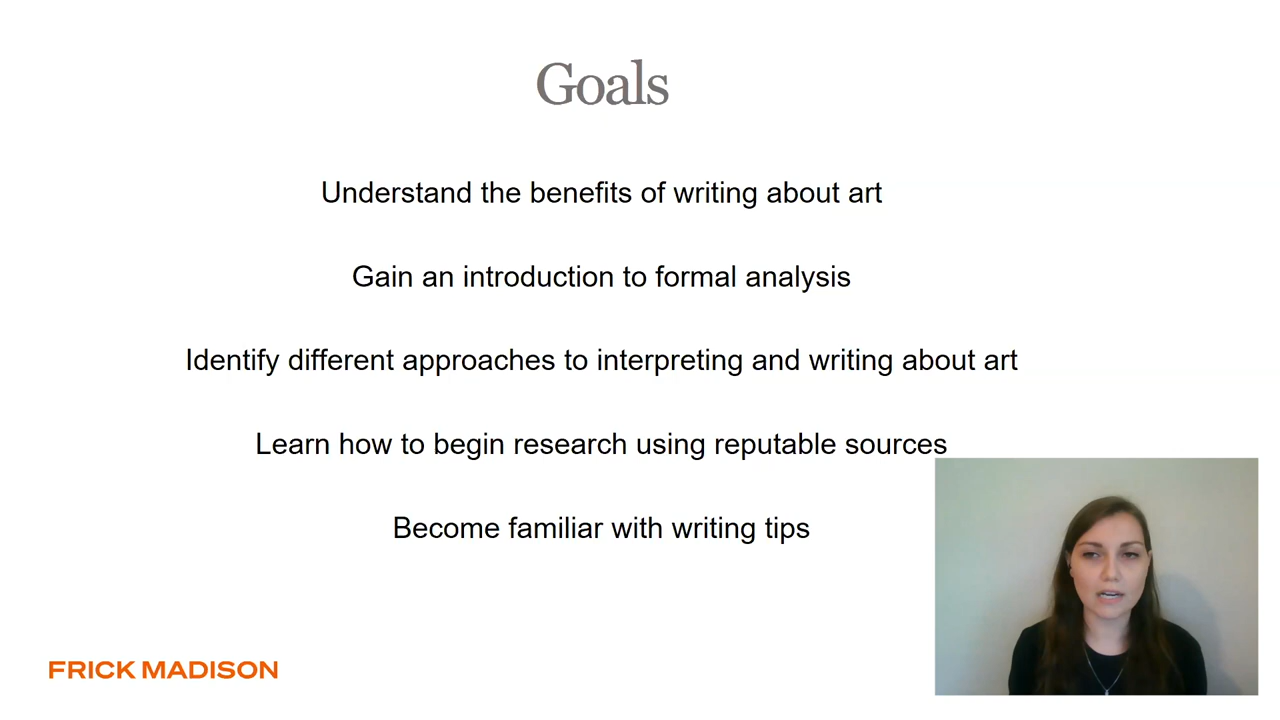 Goals
Understand the benefits of writing about art
Gain an introduction to formal analysis
Identify different approaches to interpreting and writing about art
Learn how to begin research using reputable sources
Become familiar with writing tips
FRICK MADISON